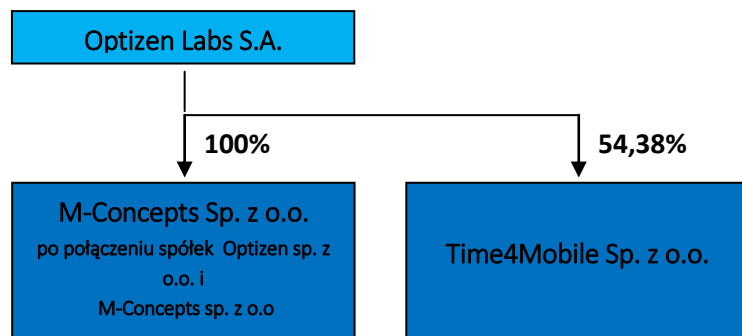 Optizen Labs S.A.
100%
54,38%
M-Concepts Sp. z o.o.
po połączeniu spółek Optizen sp. z
o.o. i
M-Concepts sp. z o.o
Time4Mobile Sp. z o.o.